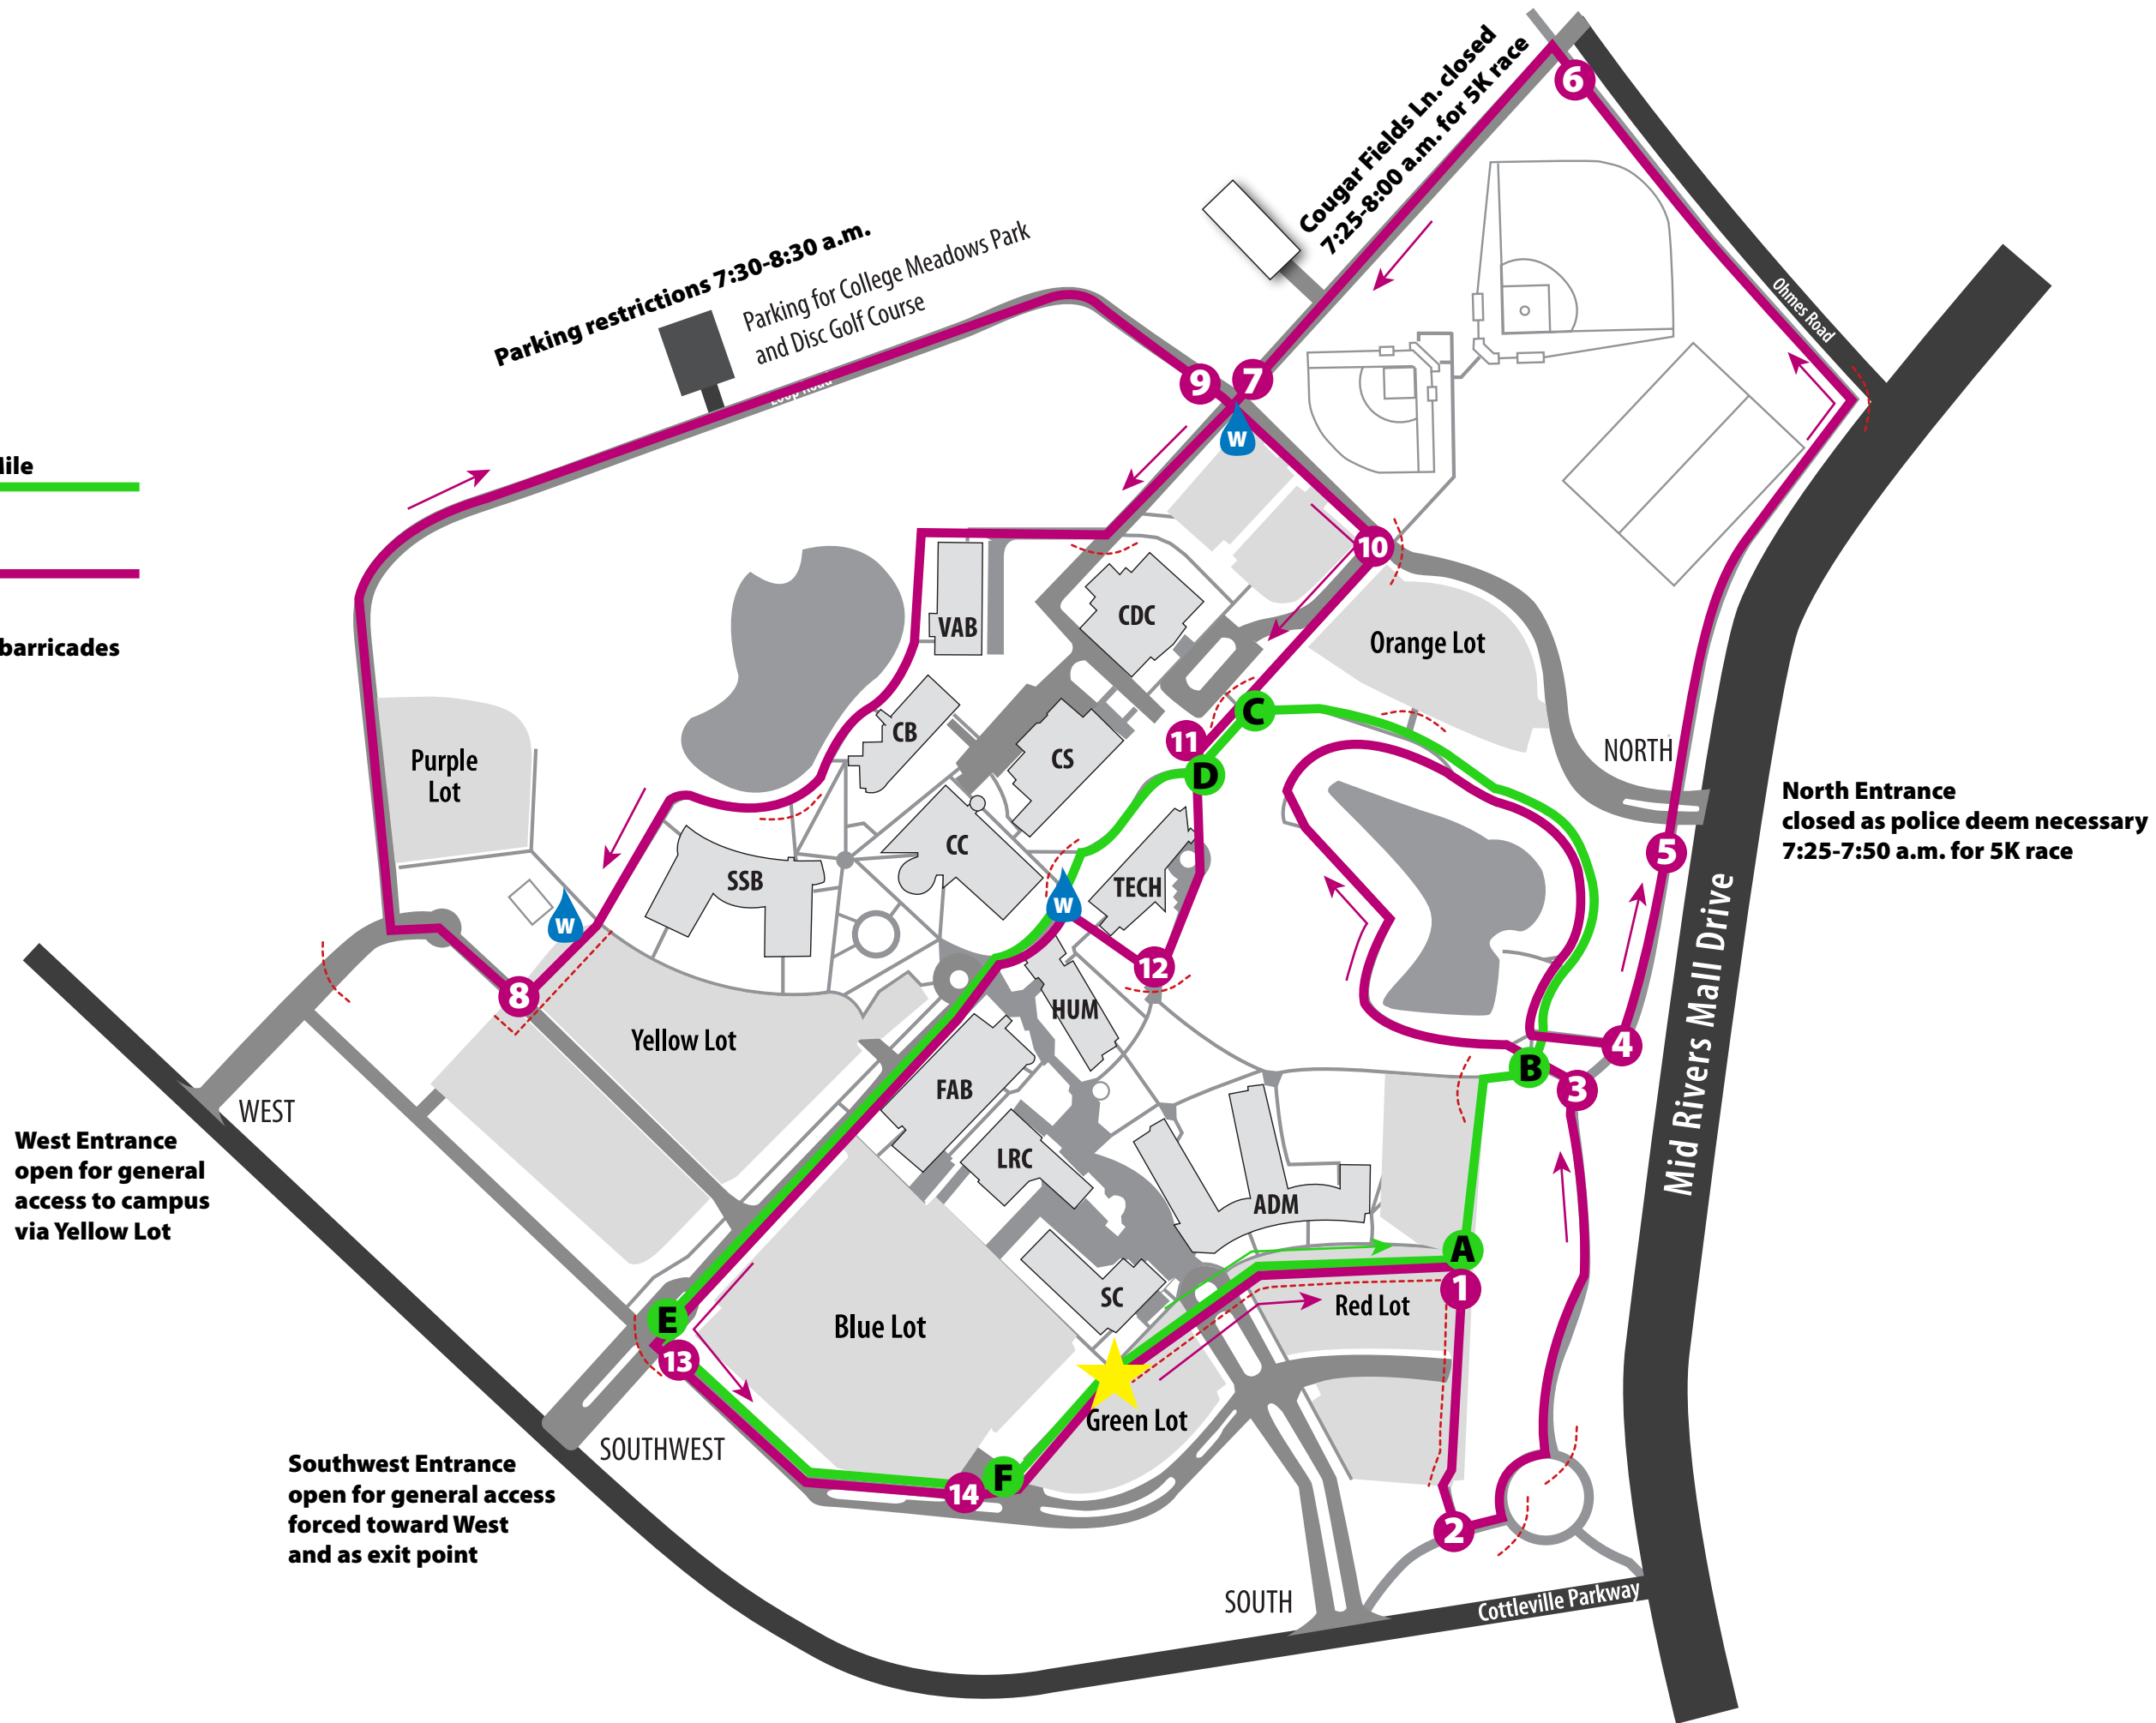 Cougar Fields Ln. closed
7:25-8:00 a.m. for 5K race
6
Parking restrictions 7:30-8:30 a.m.
Parking for College Meadows Park
and Disc Golf Course
Ohmes Road
Loop Road
9
7
W
barricades
10
VAB
CDC
Orange Lot
C
11
D
CB
CS
NORTH
Purple
Lot
North Entrance
closed as police deem necessary
7:25-7:50 a.m. for 5K race
CC
5
SSB
TECH
W
W
12
8
HUM
Yellow Lot
4
B
3
FAB
Mid Rivers Mall Drive
WEST
West Entrance
open for general
access to campus
via Yellow Lot
LRC
ADM
A
1
SC
Red Lot
E
Blue Lot
13
Green Lot
SOUTHWEST
F
14
Southwest Entrance
open for general access
forced toward West
and as exit point
2
SOUTH
Cottleville Parkway